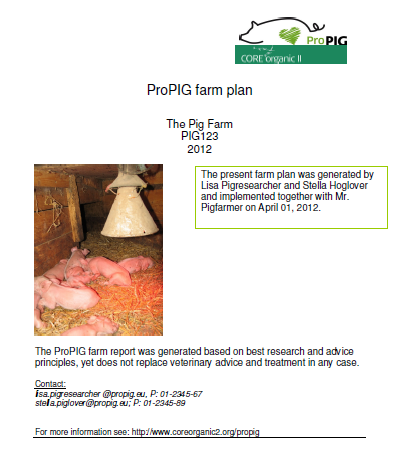 ProPIG
CORE organic II
ProPIG farm plan
The Pig Farm
PIG123
2012
The present farm plan was generated by
Lisa Pigresearcher and Stella Hoglover
and implemented together with Mr.
Pigfarmer on April 01, 2012.
The ProPIG farm report was generated based on best research and advice
principles, yet does not replace veterinary advice and treatment in any case.
Contact:
lisa.pigresearcher @propig.eu, P: 01-2345-67
stella.piglover@propig.eu; P: 01-2345-89
For more information see: http://www.coreorganic2.org/propig